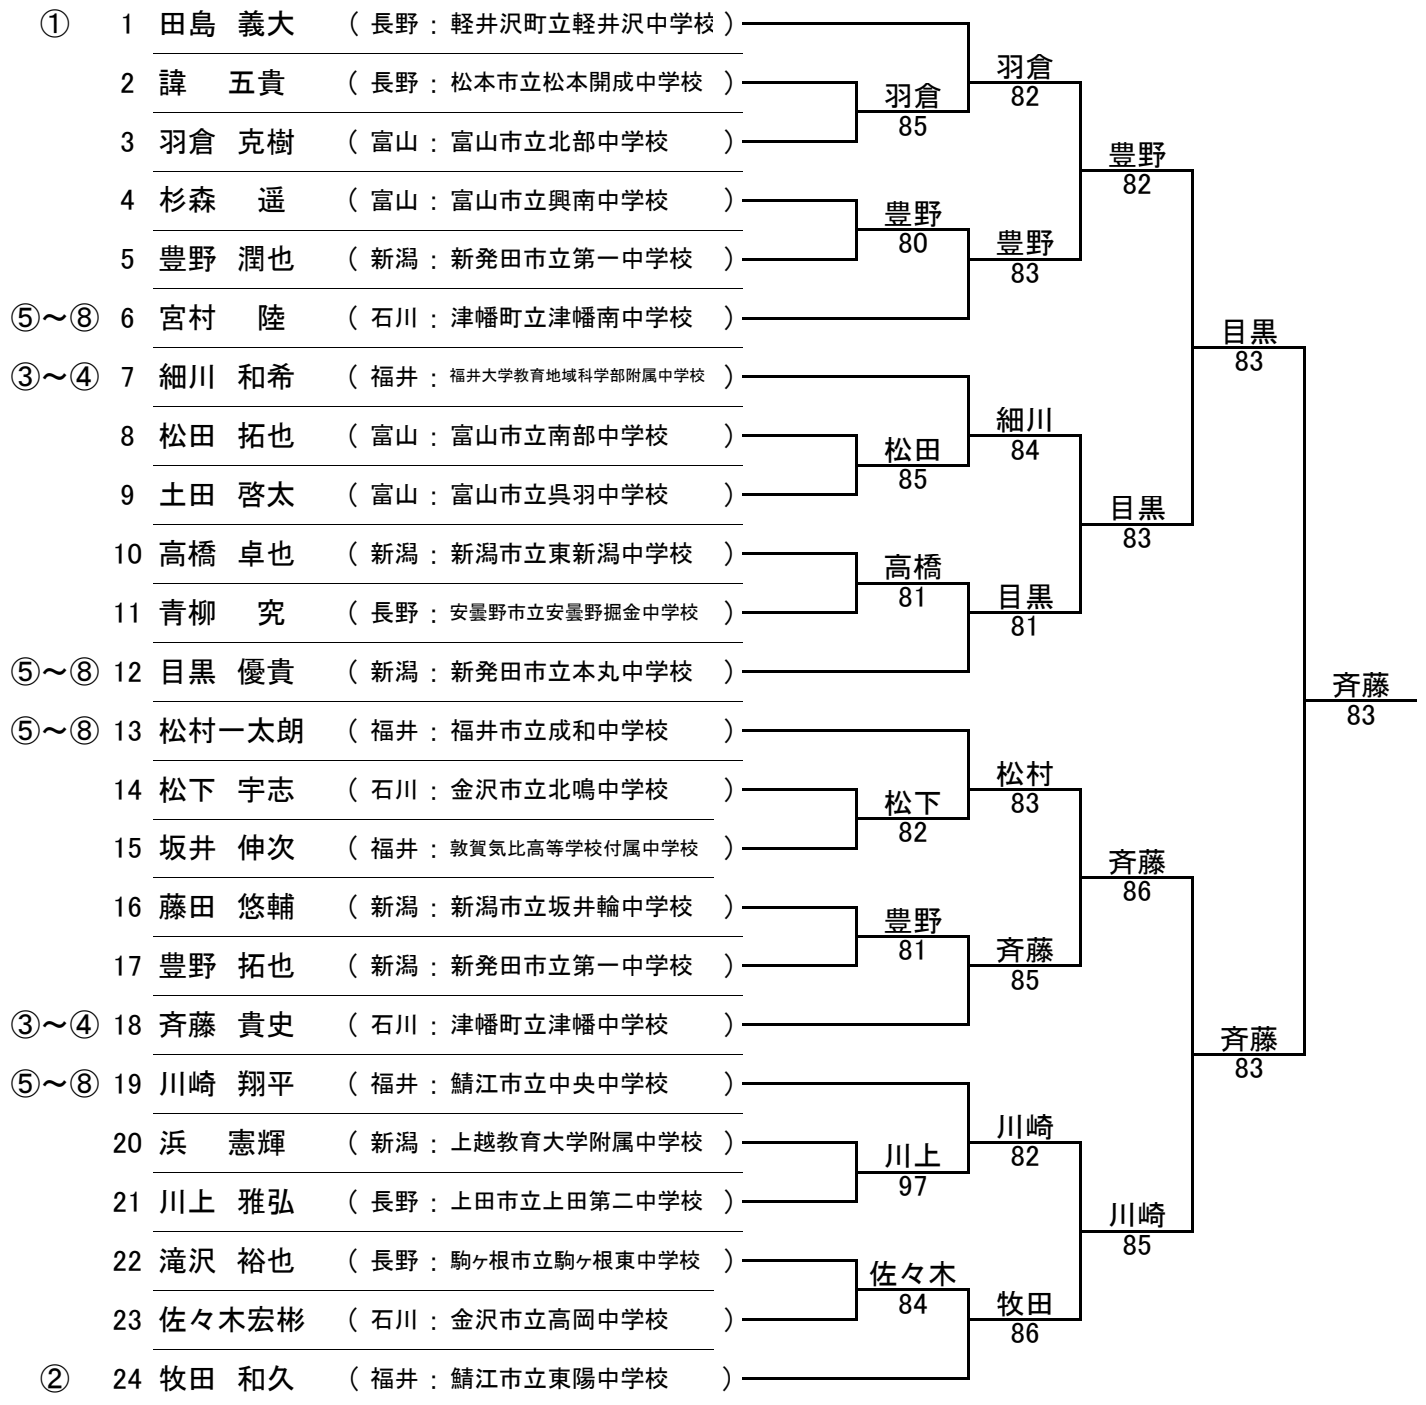 ① 1 田島 義大 ( 長野 : 軽井沢町立軽井沢中学校 )
2 諱 五貴 ( 長野 : 松本市立松本開成中学校 )
3 羽倉 克樹 ( 富山 : 富山市立北部中学校 )
4 杉森 遥 ( 富山 : 富山市立興南中学校 )
5 豊野 潤也 ( 新潟 : 新発田市立第一中学校 )
⑤～⑧ 6 宮村 陸 ( 石川 : 津幡町立津幡南中学校 )
③～④ 7 細川 和希 ( 福井 : 福井大学教育地域科学部附属中学校 )
8 松田 拓也 ( 富山 : 富山市立南部中学校 )
9 土田 啓太 ( 富山 : 富山市立呉羽中学校 )
10 高橋 卓也 ( 新潟 : 新潟市立東新潟中学校 )
11 青柳 究 ( 長野 : 安曇野市立安曇野掘金中学校 )
⑤～⑧ 12 目黒 優貴 ( 新潟 : 新発田市立本丸中学校 )
⑤～⑧ 13 松村一太朗 ( 福井 : 福井市立成和中学校 )
14 松下 宇志 ( 石川 : 金沢市立北鳴中学校 )
15 坂井 伸次 ( 福井 : 敦賀気比高等学校付属中学校 )
16 藤田 悠輔 ( 新潟 : 新潟市立坂井輪中学校 )
17 豊野 拓也 ( 新潟 : 新発田市立第一中学校 )
③～④ 18 斉藤 貴史 ( 石川 : 津幡町立津幡中学校 )
⑤～⑧ 19 川崎 翔平 ( 福井 : 鯖江市立中央中学校 )
20 浜 憲輝 ( 新潟 : 上越教育大学附属中学校 )
21 川上 雅弘 ( 長野 : 上田市立上田第二中学校 )
22 滝沢 裕也 ( 長野 : 駒ヶ根市立駒ヶ根東中学校 )
23 佐々木宏彬 ( 石川 : 金沢市立高岡中学校 )
② 24 牧田 和久 ( 福井 : 鯖江市立東陽中学校 )
羽倉
85
豊野
80
松田
85
高橋
81
松下
82
豊野
81
川上
97
佐々木
84
羽倉
82
豊野
83
細川
84
目黒
81
松村
83
斉藤
85
川崎
82
牧田
86
豊野
82
目黒
83
斉藤
86
川崎
85
目黒
83
斉藤
83
斉藤
83